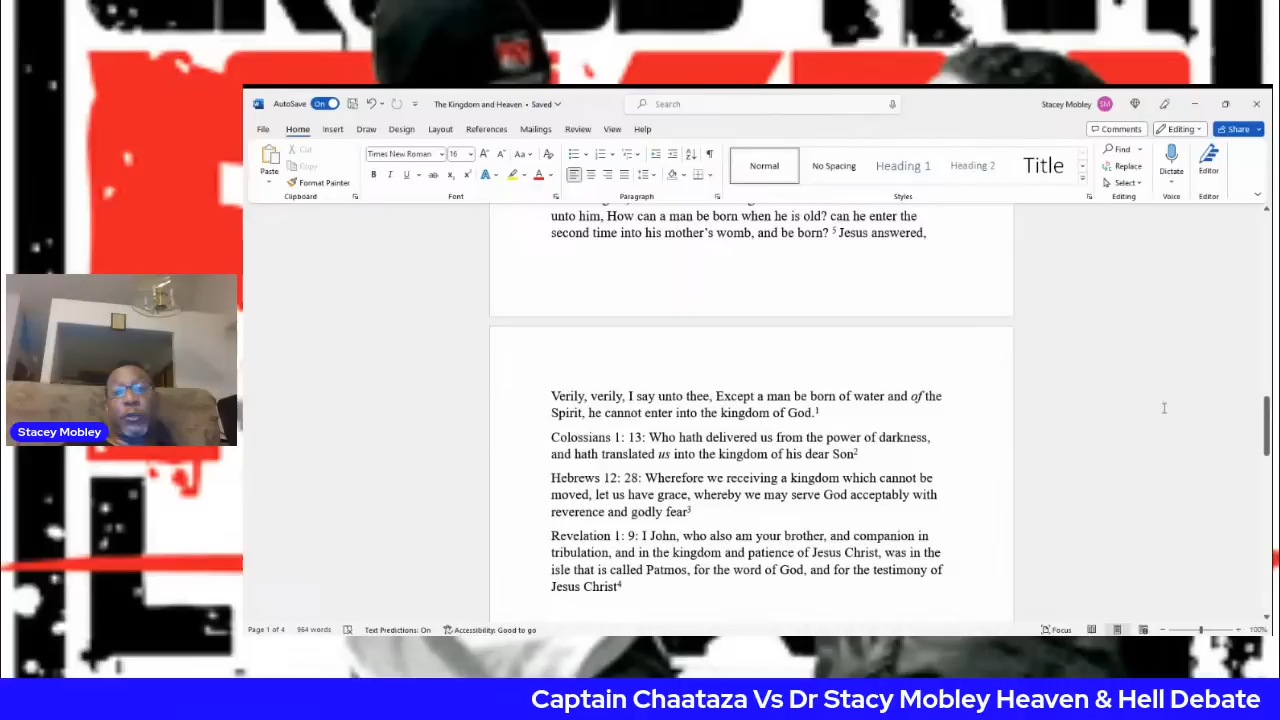 AutoSave On The Kingdom and Heaven • Saved Search Stacey Mobley SM
File Home Insert Draw Design Layout References Mailings Review View Help Comments Editing Share
Paste Cut Copy Format Painter
Times New Roman 16
Normal No Spacing Heading 1 Heading 2 Title
Find Replace Select Dictate Editor
Clipboard Font Paragraph Styles Editing Voice Editor
unto him, How can a man be born when he is old? can he enter the
second time into his mother's womb, and be born? 5 Jesus answered,
Verily, verily, I say unto thee, Except a man be born of water and of the
Spirit, he cannot enter into the kingdom of God.1
Colossians 1: 13: Who hath delivered us from the power of darkness,
and hath translated us into the kingdom of his dear Son2
Hebrews 12: 28: Wherefore we receiving a kingdom which cannot be
moved, let us have grace, whereby we may serve God acceptably with
reverence and godly fear3
Revelation 1: 9: I John, who also am your brother, and companion in
tribulation, and in the kingdom and patience of Jesus Christ, was in the
isle that is called Patmos, for the word of God, and for the testimony of
Jesus Christ4
Page 1 of 4 964 words Text Predictions: On Accessibility: Good to go Focus 100%
Stacey Mobley
Captain Chaataza Vs Dr Stacy Mobley Heaven & Hell Debate